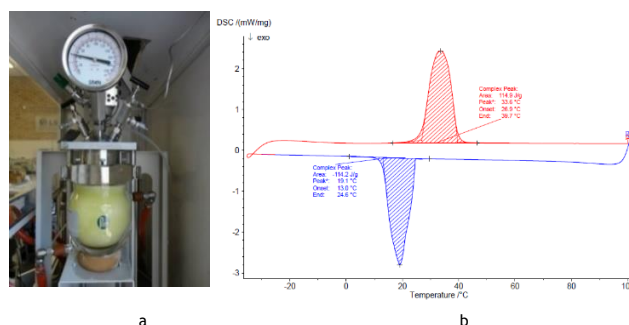 DSC /(mW/mg)
↓ exo
2
1
0
-1
-2
-3
Complex Peak:
Area: 114.9 J/g
Peak*: 33.6 °C
Onset: 26.9 °C
End: 39.7 °C
Complex Peak:
Area: -114.2 J/g
Peak*: 19.1 °C
Onset: 13.0 °C
End: 24.6 °C
-20
0
20
40
60
80
Temperature /°C
a
b